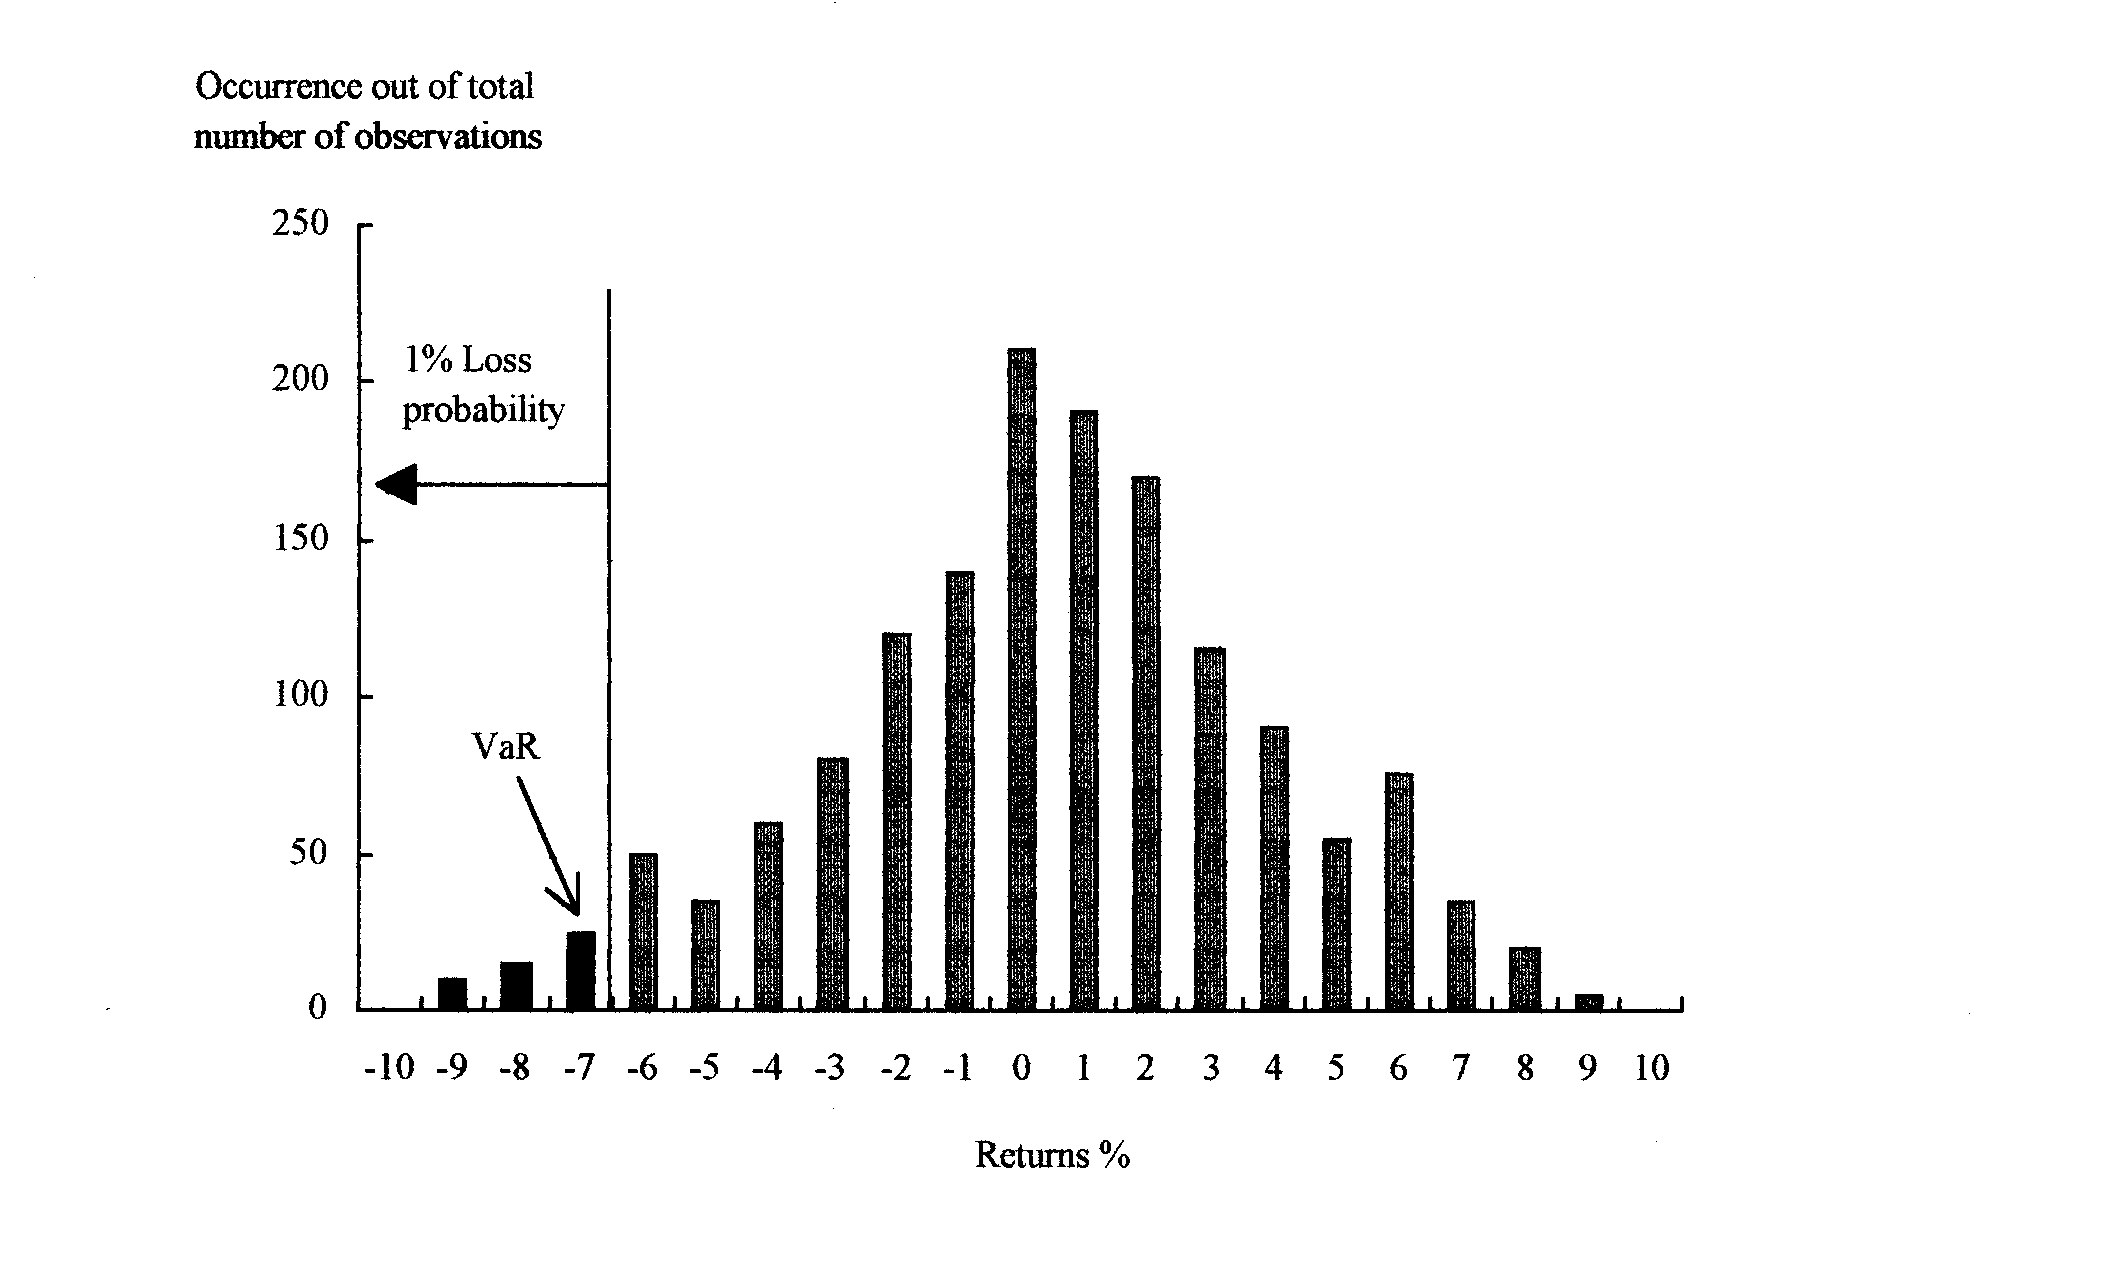 Occurrence out of total
number of observations
250
200
150
100
50
0
1% Loss
probability
VaR
-10 -9 -8 -7 -6 -5 -4 -3 -2 -1 0 1 2 3 4 5 6 7 8 9 10
Returns %